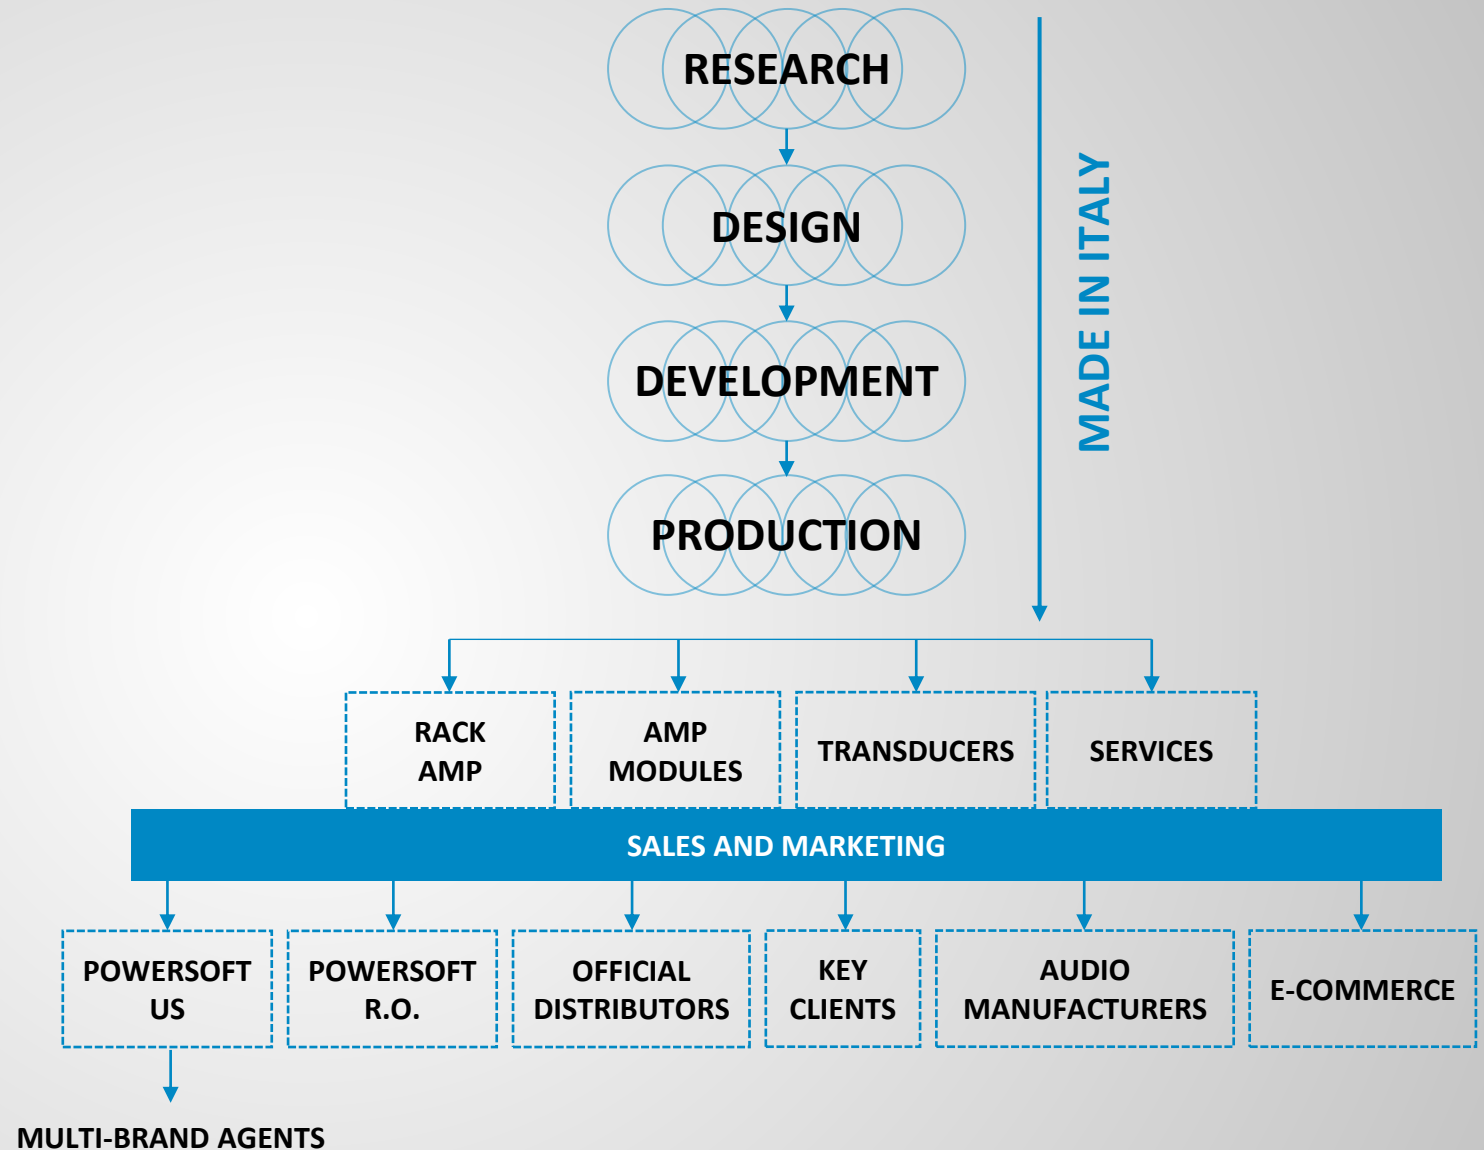 RESEARCH
DESIGN
DEVELOPMENT
PRODUCTION
MADE IN ITALY
RACK
AMP
AMP
MODULES
TRANSDUCERS
SERVICES
SALES AND MARKETING
POWERSOFT
US
POWERSOFT
R.O.
OFFICIAL
DISTRIBUTORS
KEY
CLIENTS
AUDIO
MANUFACTURERS
E-COMMERCE
MULTI-BRAND AGENTS